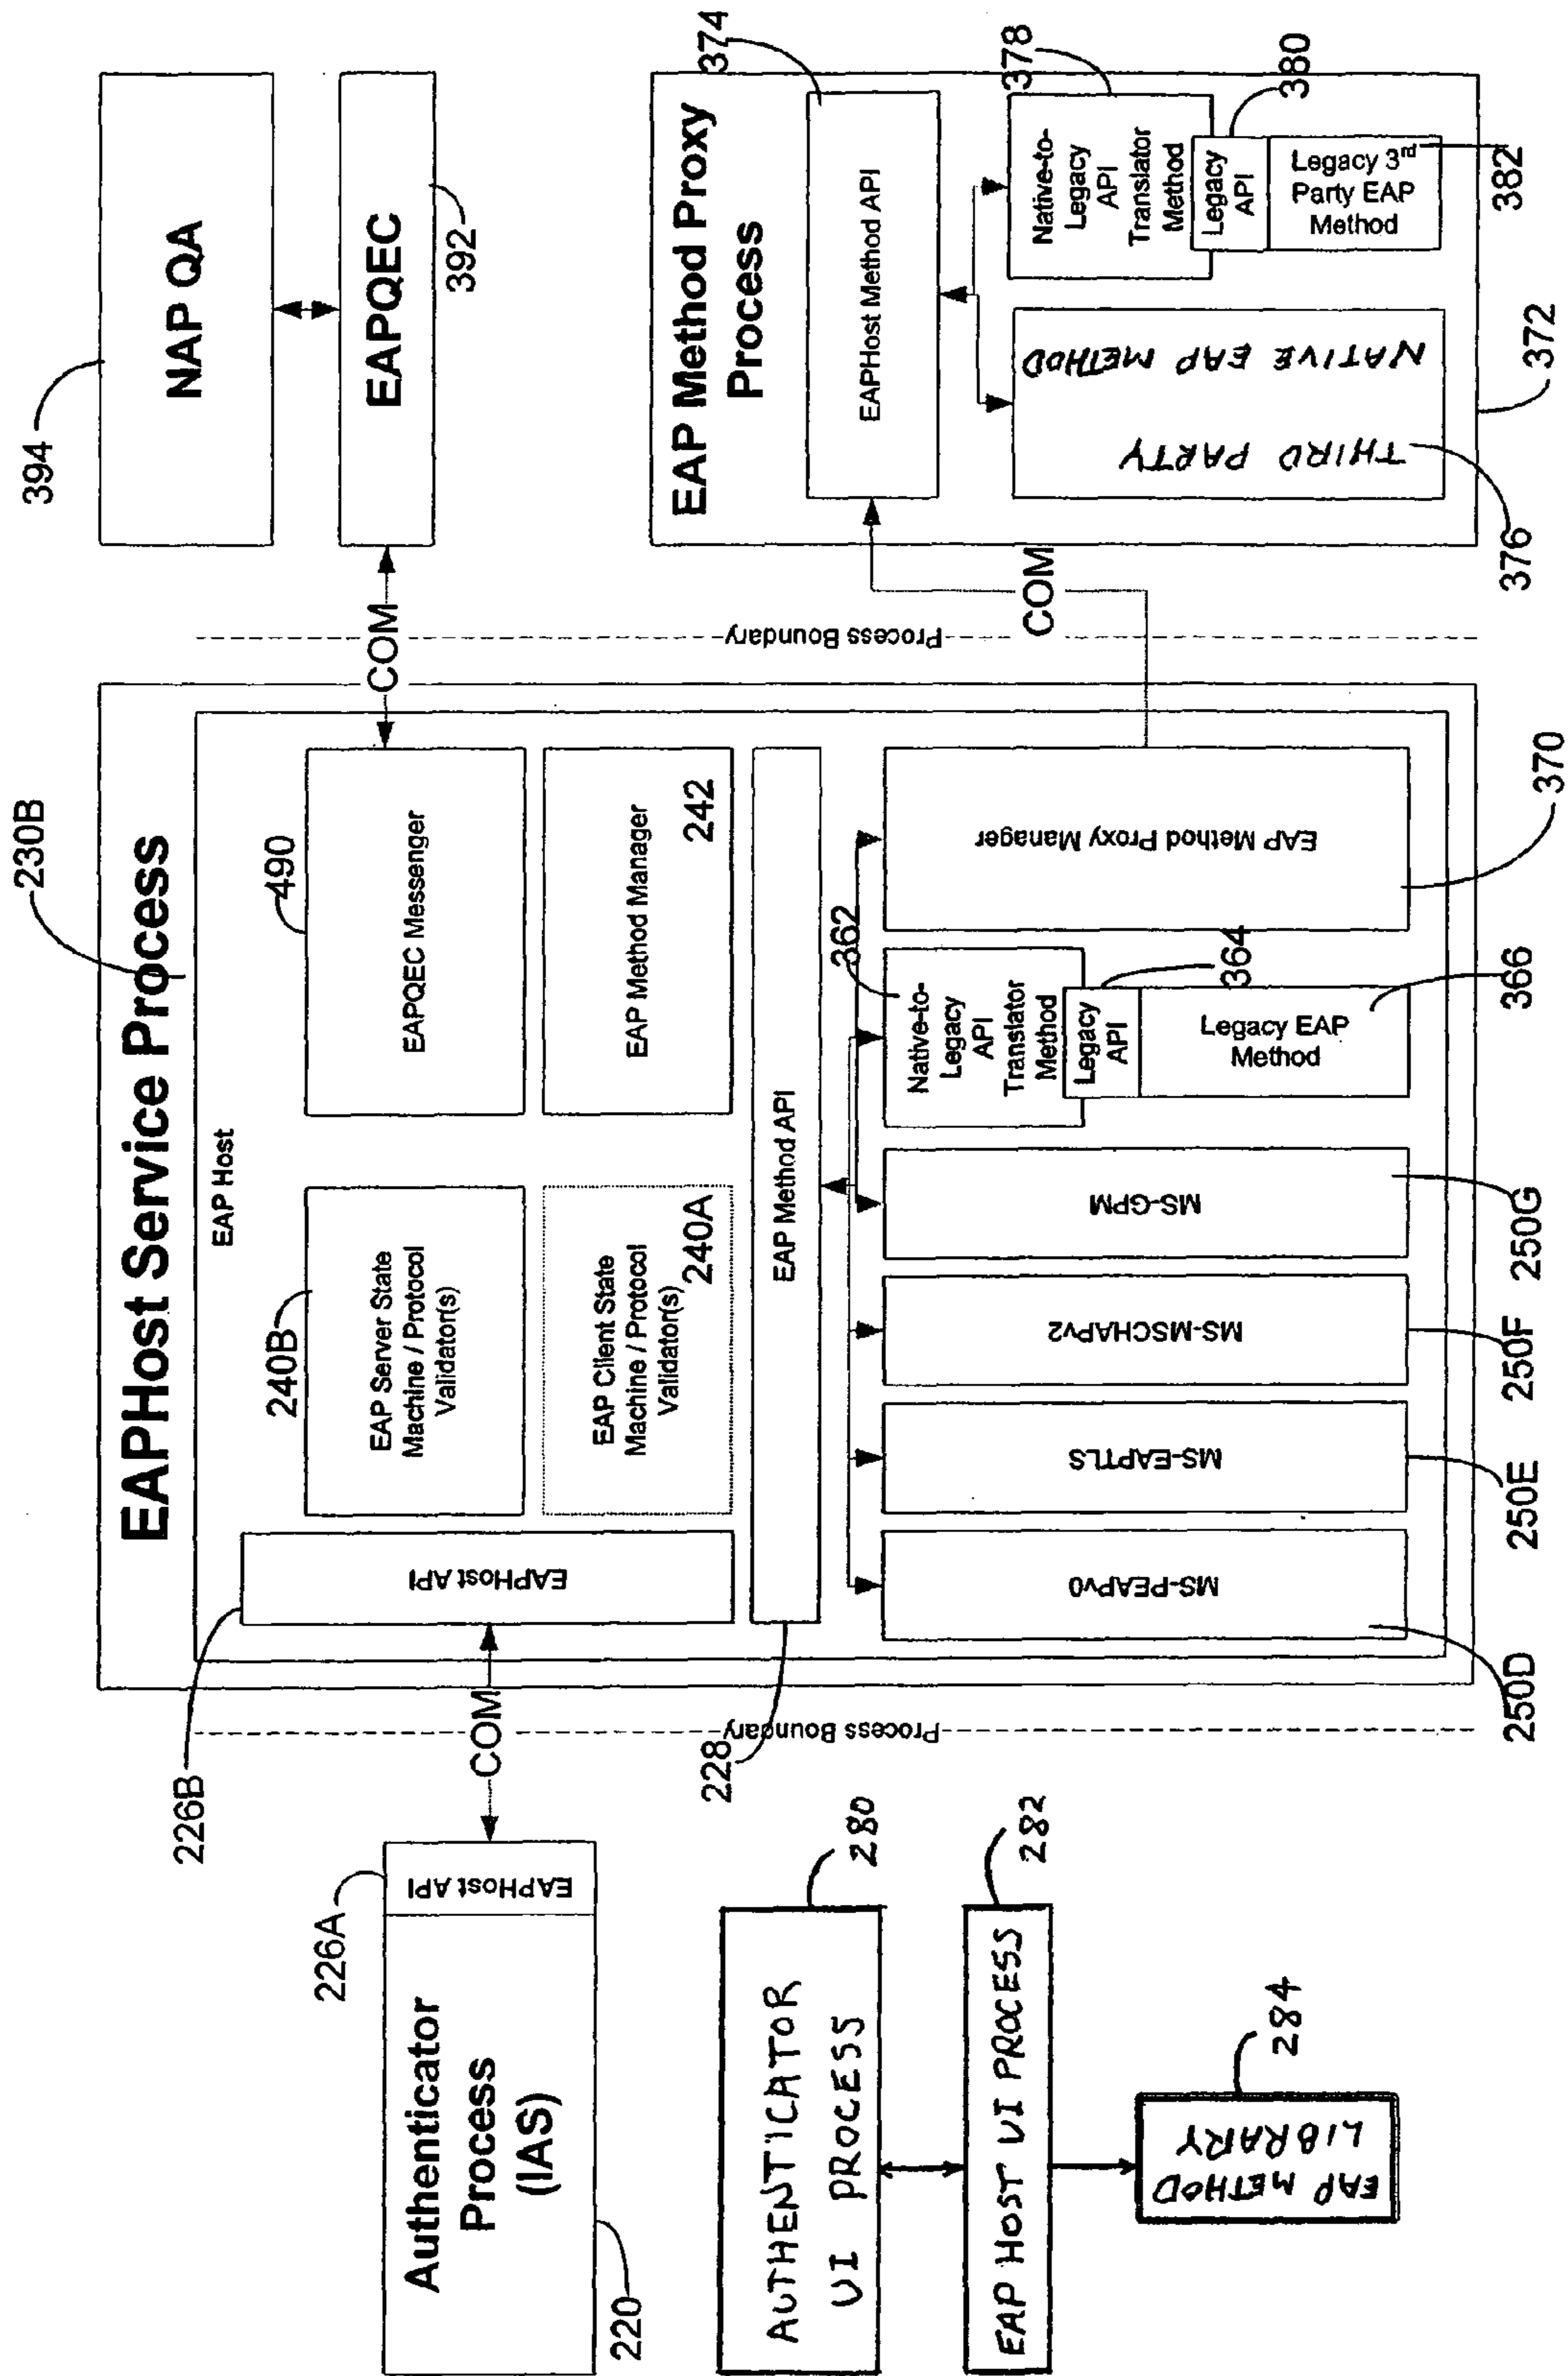 394
NAP QA
EAPQEC
392
COM
EAPHost Service Process
230B
EAP Host
226B
EAPHost API
240B
EAP Server State
Machine / Protocol
Validator(s)
EAP Client State
Machine / Protocol
Validator(s)
240A
490
EAPQEC Messenger
EAP Method Manager
242
EAP Method API
228
MS-PEAPv0
250D
MS-EAPTLS
250E
MS-MSCHAPv2
250F
MS-GPM
250G
362
Native-to-
Legacy
API
Translator
Method
Legacy
API
364
Legacy EAP
Method
366
EAP Method Proxy Manager
370
Process Boundary
Process Boundary
COM
COM
226A
EAPHost API
Authenticator
Process
(IAS)
220
AUTHENTICATOR
UI PROCESS
280
EAP HOST UI PROCESS
282
EAP METHOD
LIBRARY
284
EAP Method Proxy
Process
374
EAPHost Method API
THIRD PARTY
NATIVE EAP METHOD
376
378
Native-to-
Legacy
API
Translator
Method
Legacy
API
380
Legacy 3rd
Party EAP
Method
382
372